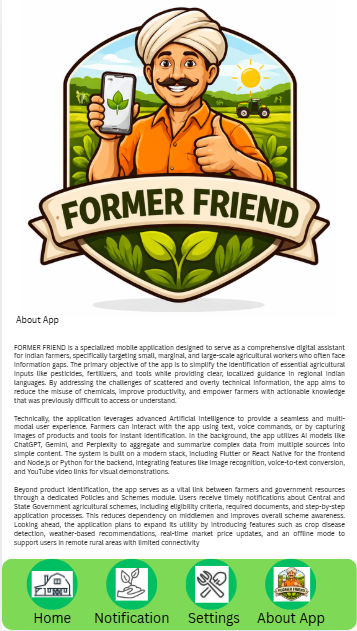 FORMER FRIEND
About App
FORMER FRIEND is a specialized mobile application designed to serve as a comprehensive digital assistant
for Indian farmers, specifically targeting small, marginal, and large-scale agricultural workers who often face
information gaps. The primary objective of the app is to simplify the identification of essential agricultural
inputs like pesticides, fertilizers, and tools while providing clear, localized guidance in regional Indian
languages. By addressing the challenges of scattered and overly technical information, the app aims to
reduce the misuse of chemicals, improve productivity, and empower farmers with actionable knowledge
that was previously difficult to access or understand.
Technically, the application leverages advanced Artificial Intelligence to provide a seamless and multi-
modal user experience. Farmers can interact with the app using text, voice commands, or by capturing
images of products and tools for instant identification. In the background, the app utilizes AI models like
ChatGPT, Gemini, and Perplexity to aggregate and summarize complex data from multiple sources into
simple content. The system is built on a modern stack, including Flutter or React Native for the frontend
and Node.js or Python for the backend, integrating features like image recognition, voice-to-text conversion,
and YouTube video links for visual demonstrations.
Beyond product identification, the app serves as a vital link between farmers and government resources
through a dedicated Policies and Schemes module. Users receive timely notifications about Central and
State Government agricultural schemes, including eligibility criteria, required documents, and step-by-step
application processes. This reduces dependency on middlemen and improves overall scheme awareness.
Looking ahead, the application plans to expand its utility by introducing features such as crop disease
detection, weather-based recommendations, real-time market price updates, and an offline mode to
support users in remote rural areas with limited connectivity
Home Notification Settings About App